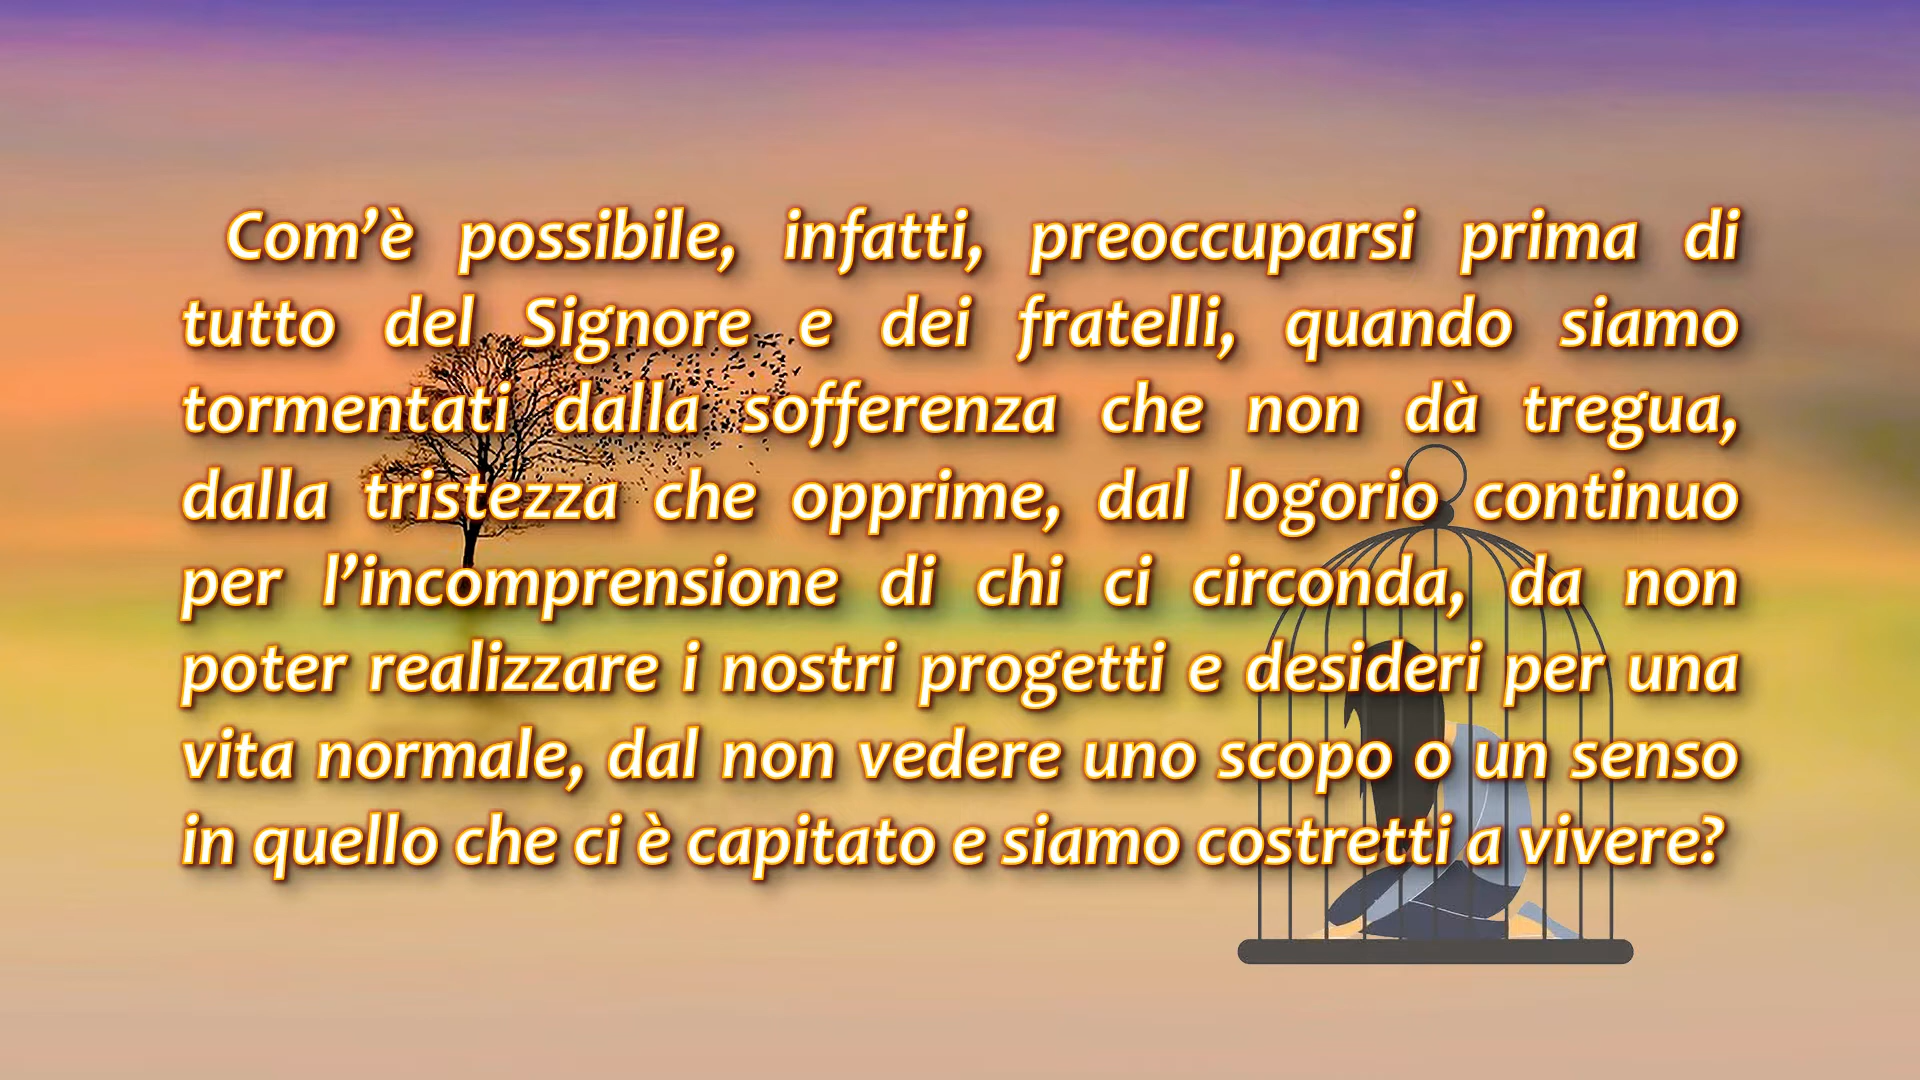 Com’è possibile, infatti, preoccuparsi prima di
tutto del Signore e dei fratelli, quando siamo
tormentati dalla sofferenza che non dà tregua,
dalla tristezza che opprime, dal logorio continuo
per l’incomprensione di chi ci circonda, da non
poter realizzare i nostri progetti e desideri per una
vita normale, dal non vedere uno scopo o un senso
in quello che ci è capitato e siamo costretti a vivere?